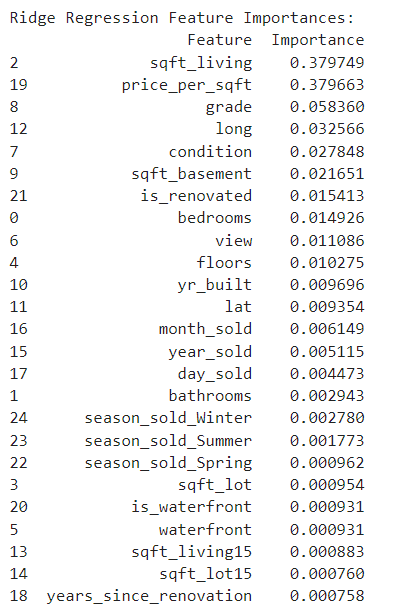 Ridge Regression Feature Importances:
Feature Importance
2 sqft_living 0.379749
19 price_per_sqft 0.379663
8 grade 0.058360
12 long 0.032566
7 condition 0.027848
9 sqft_basement 0.021651
21 is_renovated 0.015413
0 bedrooms 0.014926
6 view 0.011086
4 floors 0.010275
10 yr_built 0.009696
11 lat 0.009354
16 month_sold 0.006149
15 year_sold 0.005115
17 day_sold 0.004473
1 bathrooms 0.002943
24 season_sold_Winter 0.002780
23 season_sold_Summer 0.001773
22 season_sold_Spring 0.000962
3 sqft_lot 0.000954
20 is_waterfront 0.000931
5 waterfront 0.000931
13 sqft_living15 0.000883
14 sqft_lot15 0.000760
18 years_since_renovation 0.000758